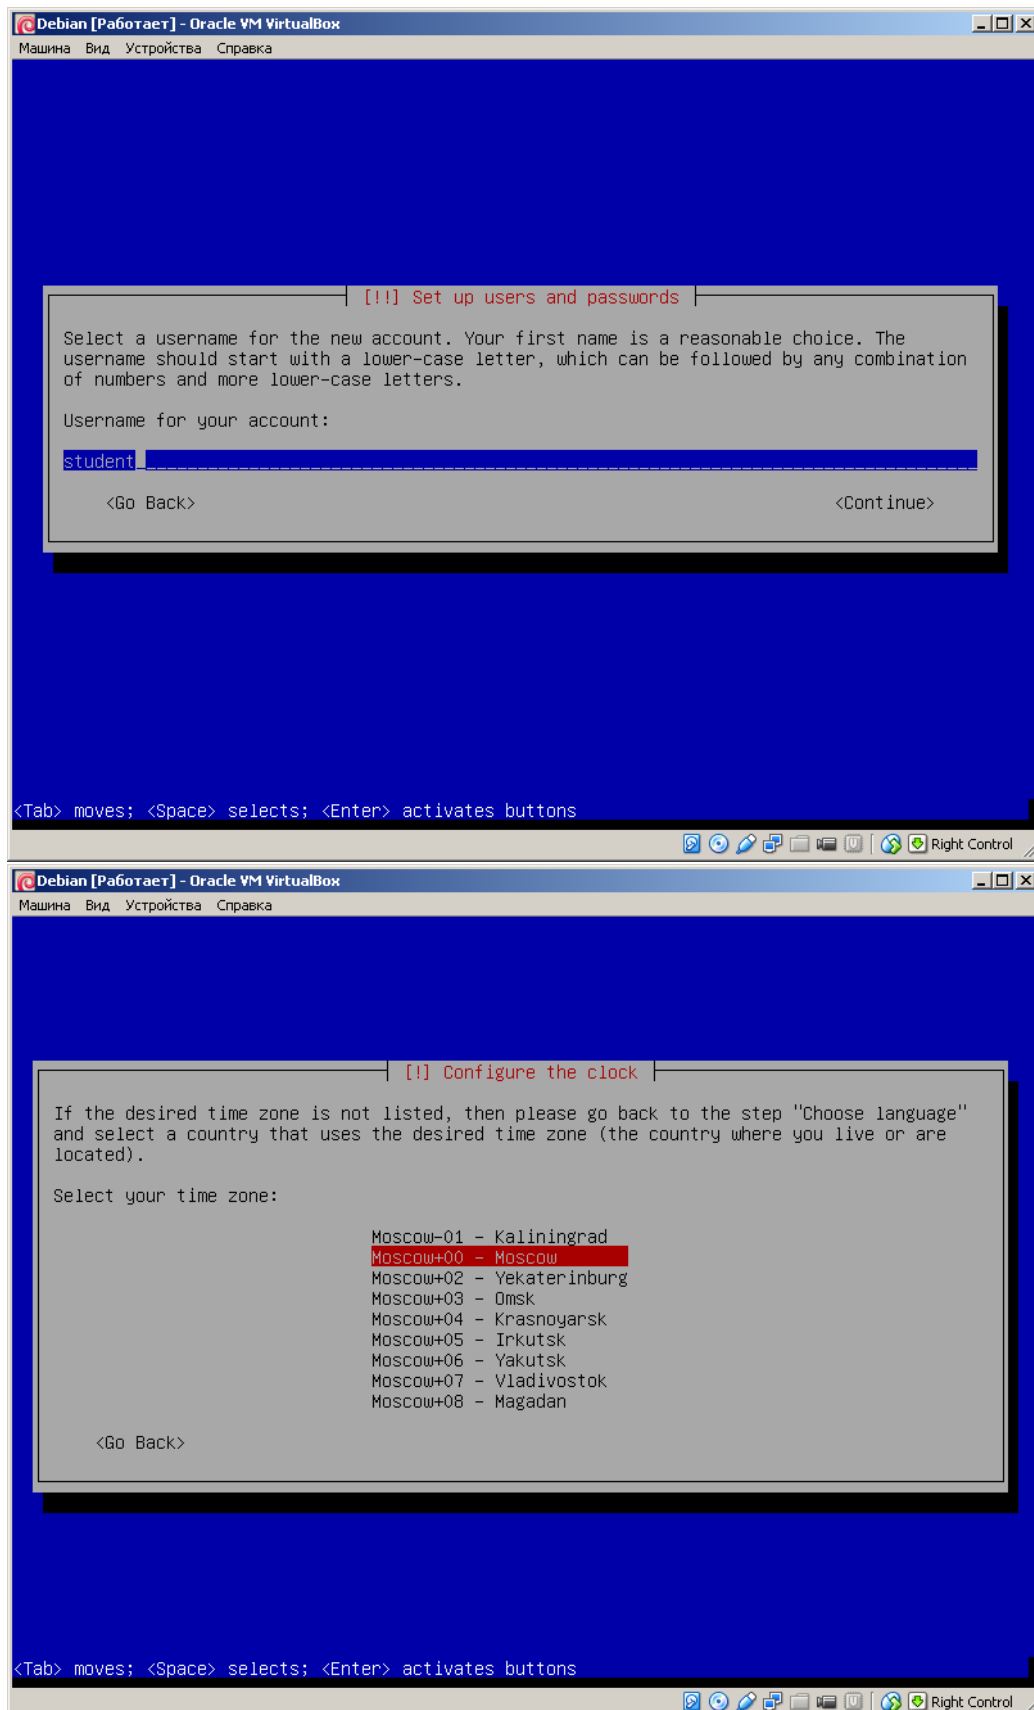 Debian [Работает] - Oracle VM VirtualBox
Машина Вид Устройства Справка
[!!] Set up users and passwords
Select a username for the new account. Your first name is a reasonable choice. The
username should start with a lower-case letter, which can be followed by any combination
of numbers and more lower-case letters.
Username for your account:
student
<Go Back> <Continue>
<Tab> moves; <Space> selects; <Enter> activates buttons
Right Control
Debian [Работает] - Oracle VM VirtualBox
Машина Вид Устройства Справка
[!] Configure the clock
If the desired time zone is not listed, then please go back to the step "Choose language"
and select a country that uses the desired time zone (the country where you live or are
located).
Select your time zone:
Moscow-01 - Kaliningrad
Moscow+00 - Moscow
Moscow+02 - Yekaterinburg
Moscow+03 - Omsk
Moscow+04 - Krasnoyarsk
Moscow+05 - Irkutsk
Moscow+06 - Yakutsk
Moscow+07 - Vladivostok
Moscow+08 - Magadan
<Go Back>
<Tab> moves; <Space> selects; <Enter> activates buttons
Right Control